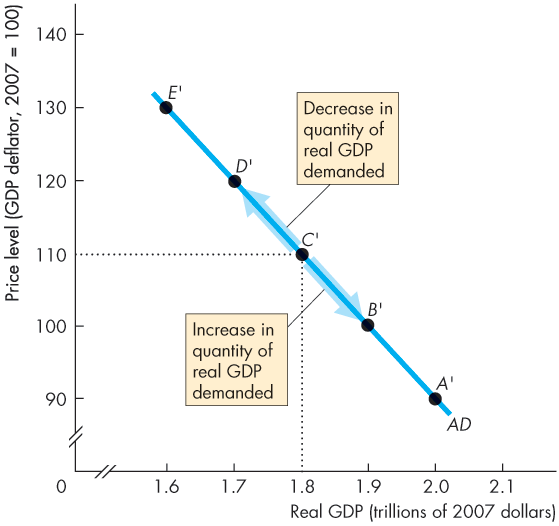 Price level (GDP deflator, 2007 = 100)
140
130
120
110
100
90
0
E'
D'
C'
B'
A'
AD
Decrease in
quantity of
real GDP
demanded
Increase in
quantity of
real GDP
demanded
1.6
1.7
1.8
1.9
2.0
2.1
Real GDP (trillions of 2007 dollars)